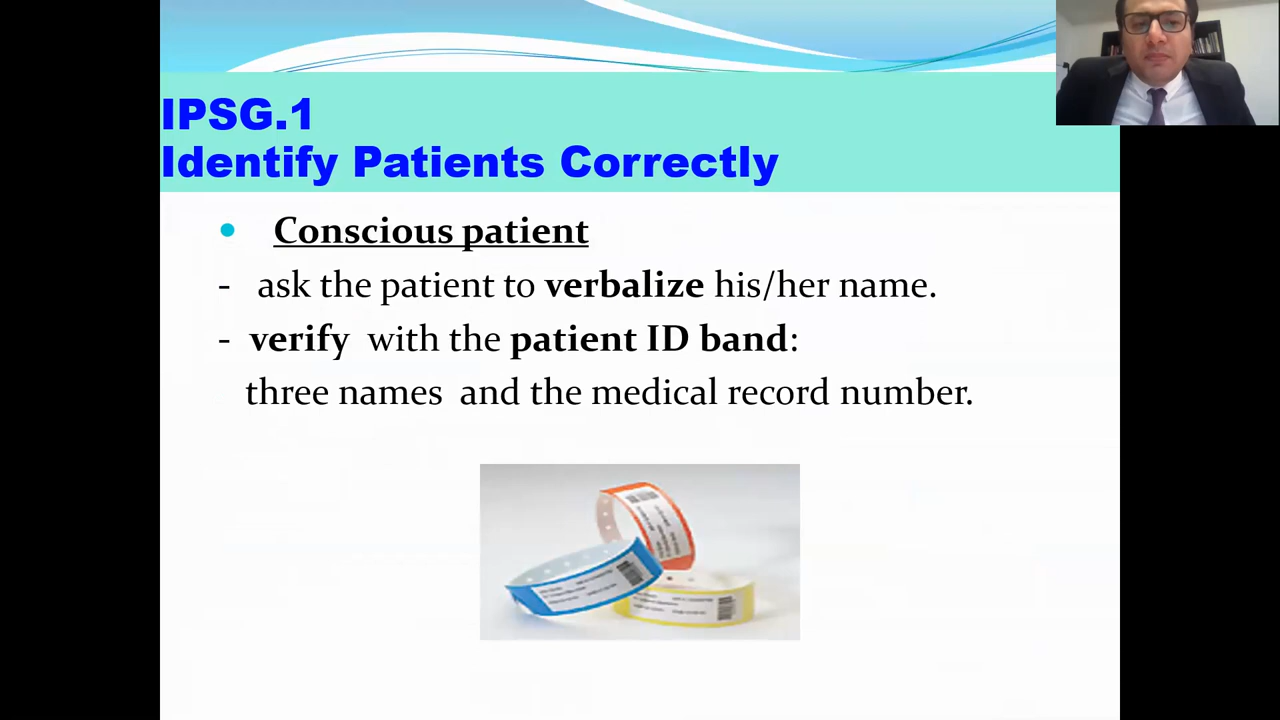 IPSG.1
Identify Patients Correctly
• Conscious patient
- ask the patient to verbalize his/her name.
- verify with the patient ID band:
three names and the medical record number.